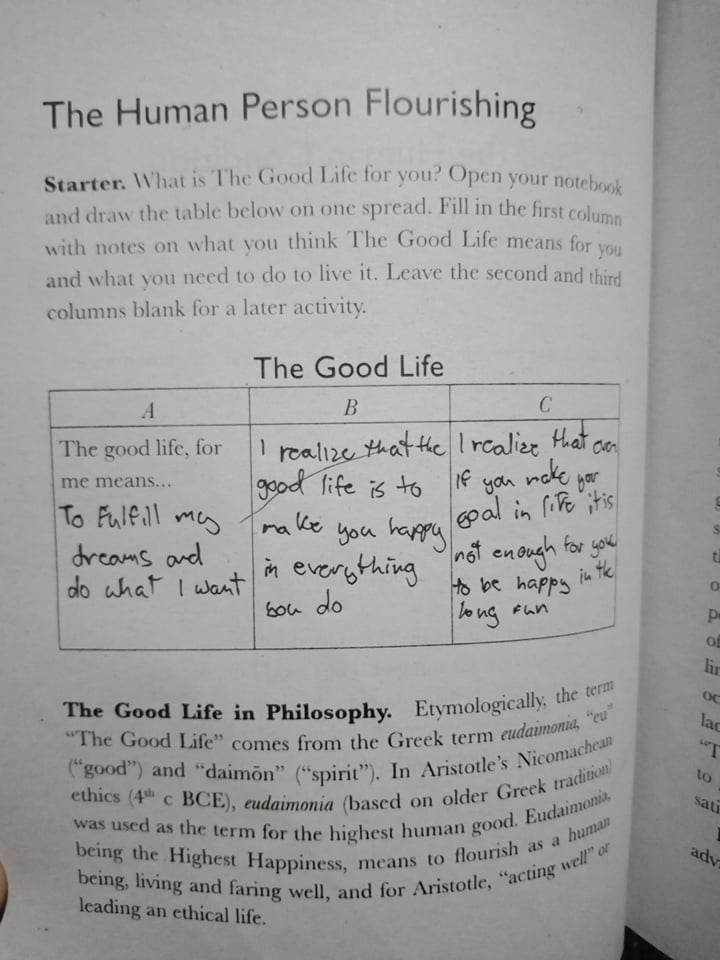 The Human Person Flourishing
Starter. What is The Good Life for you? Open your notebook
and draw the table below on one spread. Fill in the first column
with notes on what you think The Good Life means for you
and what you need to do to live it. Leave the second and third
columns blank for a later activity.
The Good Life
A
The good life, for
me means...
To Fulfill my
dreams and
do what I want
B
I realize that the
good life is to
make you happy
in everything
you do
C
I realize that even
If you make your
goal in life it is
not enough for you
to be happy in the
long run
The Good Life in Philosophy. Etymologically, the term
"The Good Life" comes from the Greek term eudaimonia, "eu"
("good") and "daimōn" ("spirit"). In Aristotle's Nicomachean
ethics (4th c BCE), eudaimonia (based on older Greek tradition)
was used as the term for the highest human good. Eudaimonia,
being the Highest Happiness, means to flourish as a human
being, living and faring well, and for Aristotle, "acting well" or
leading an ethical life.